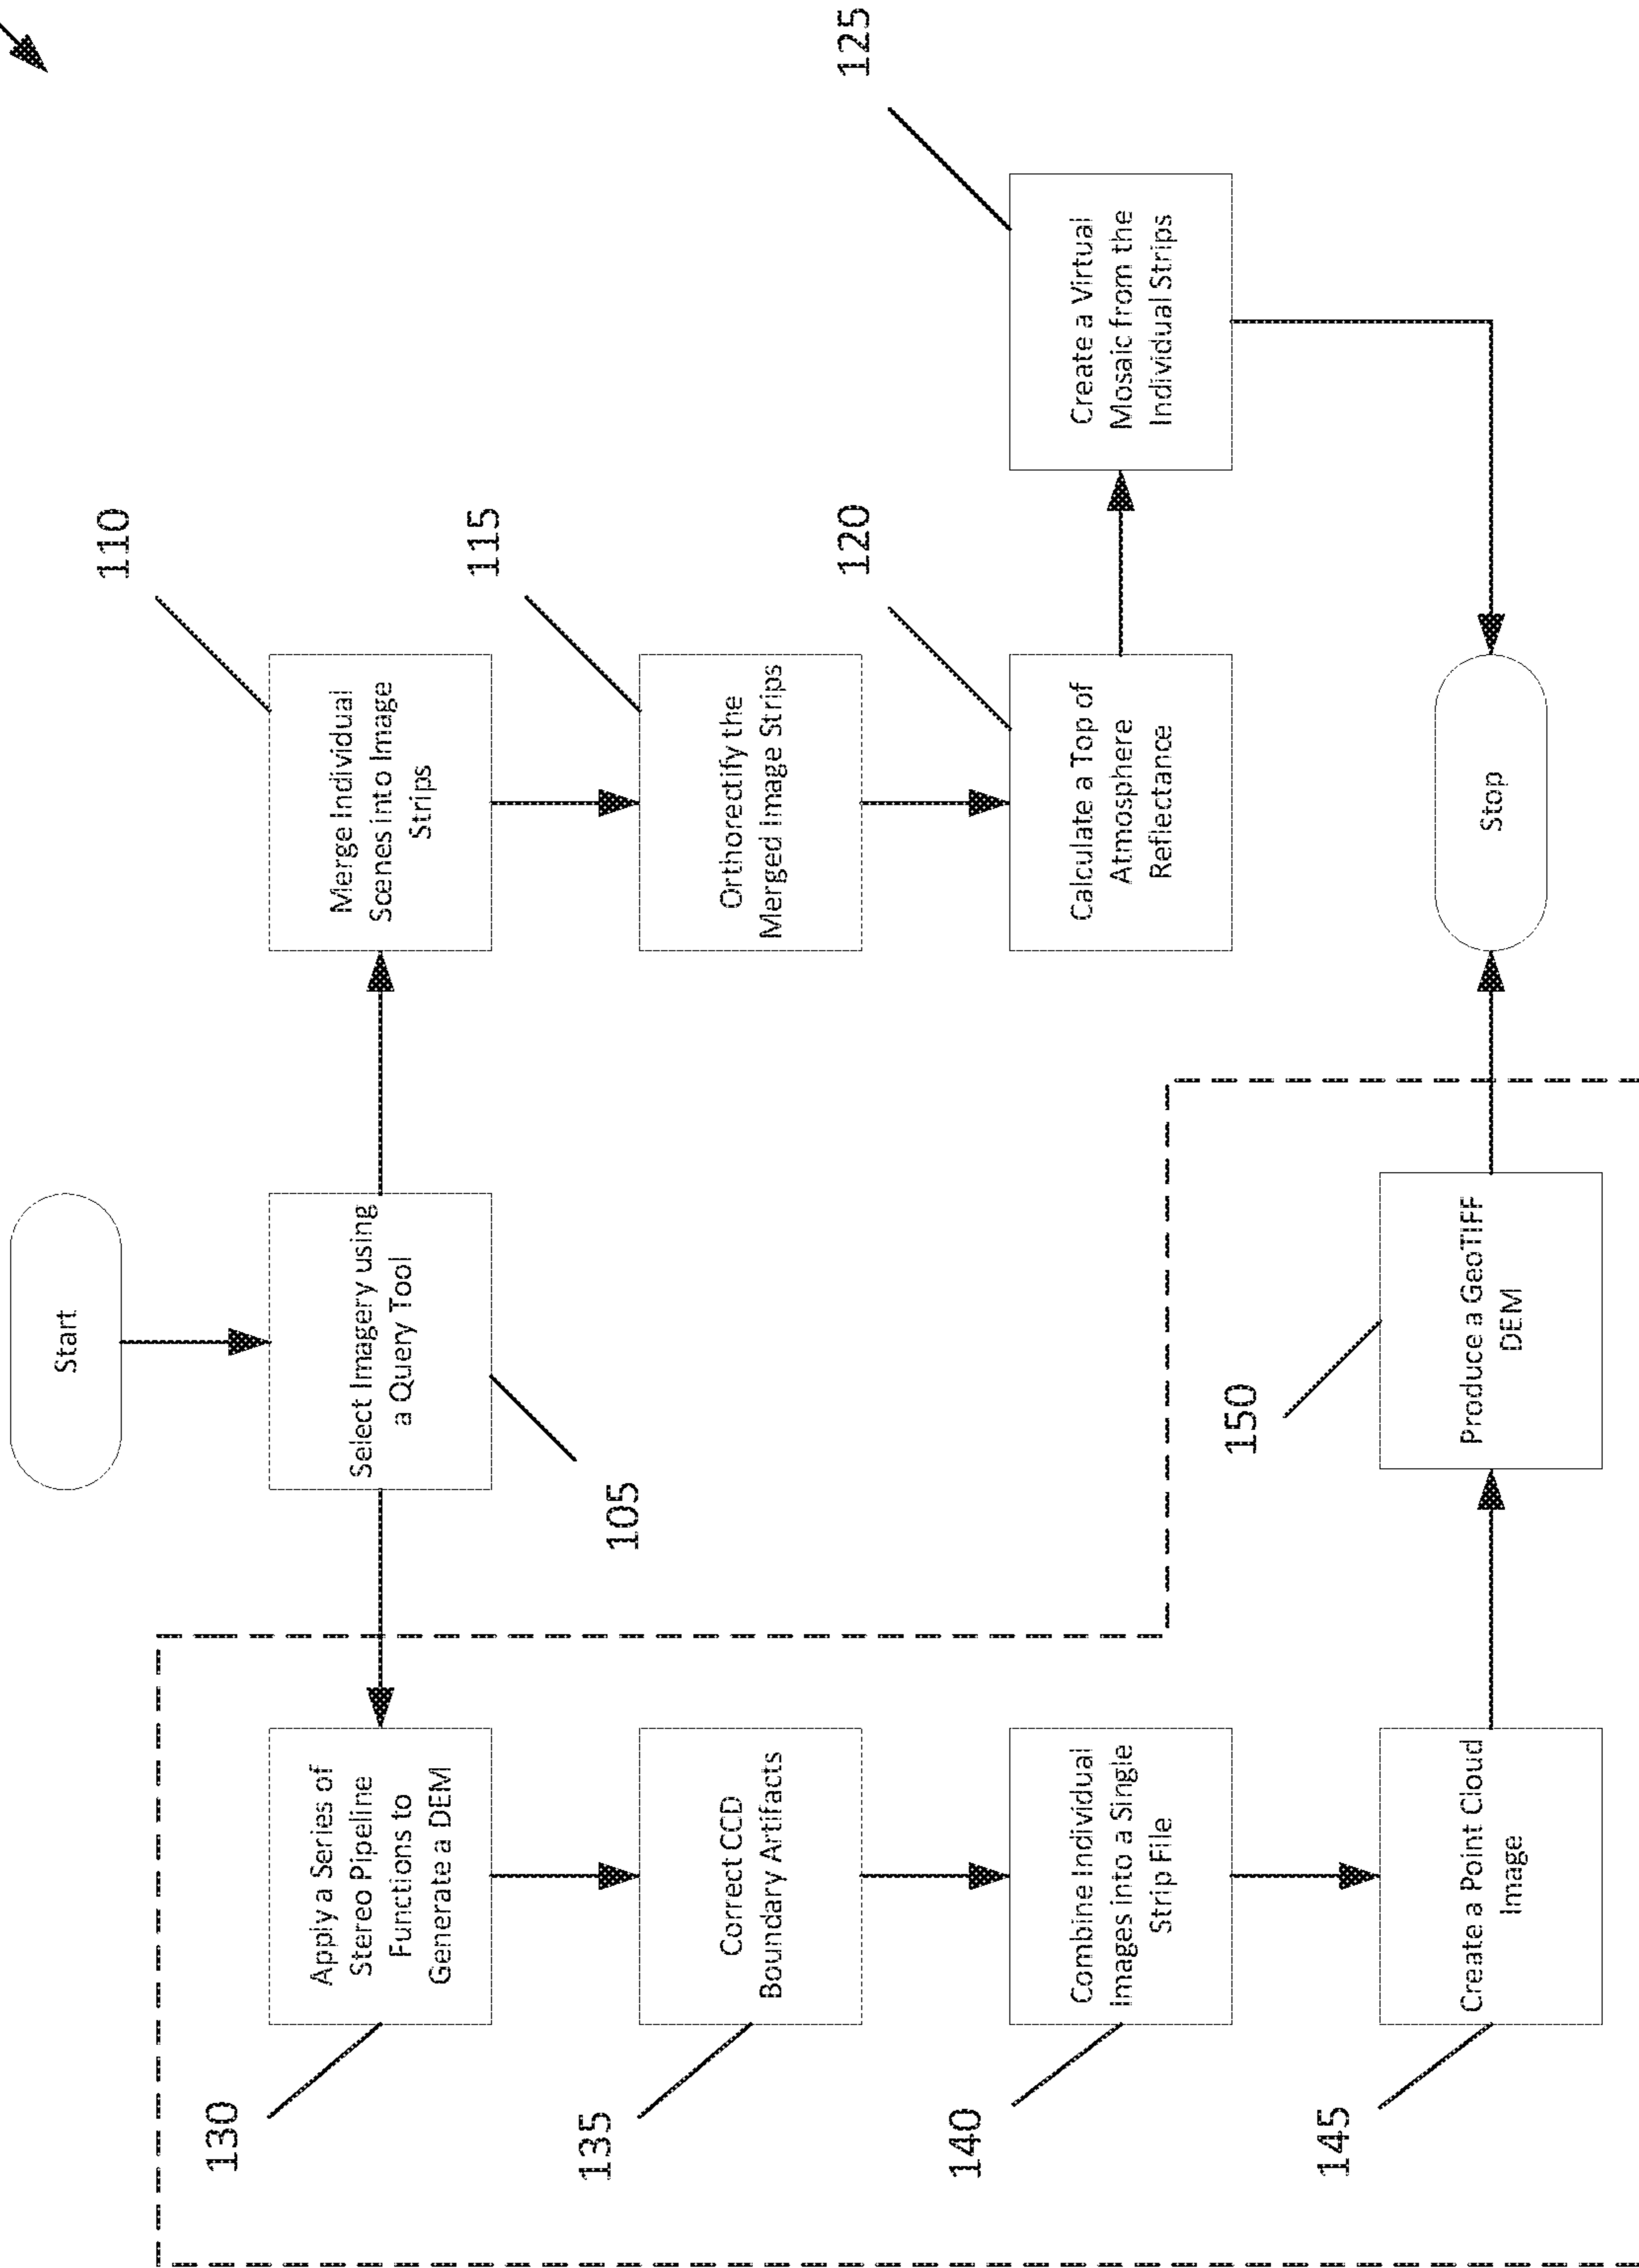 Start
Select Imagery using
a Query Tool
105
Merge Individual
Scenes into Image
Strips
110
Orthorectify the
Merged Image Strips
115
Calculate a Top of
Atmosphere
Reflectance
120
Create a Virtual
Mosaic from the
Individual Strips
125
Apply a Series of
Stereo Pipeline
Functions to
Generate a DEM
130
Correct CCD
Boundary Artifacts
135
Combine Individual
Images into a Single
Strip File
140
Create a Point Cloud
Image
145
Produce a GeoTIFF
DEM
150
Stop